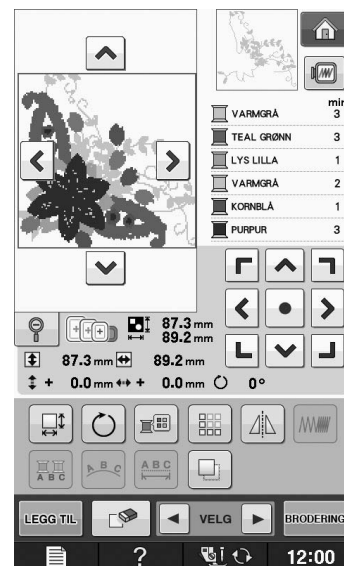 min
VARMGRÅ 3
TEAL GRØNN 3
LYS LILLA 1
VARMGRÅ 2
KORNBLÅ 1
PURPUR 3
87.3 mm
89.2 mm
87.3 mm 89.2 mm
+ 0.0 mm + 0.0 mm 0°
A B C A B C A B C
LEGG TIL VELG BRODERING
? 12:00